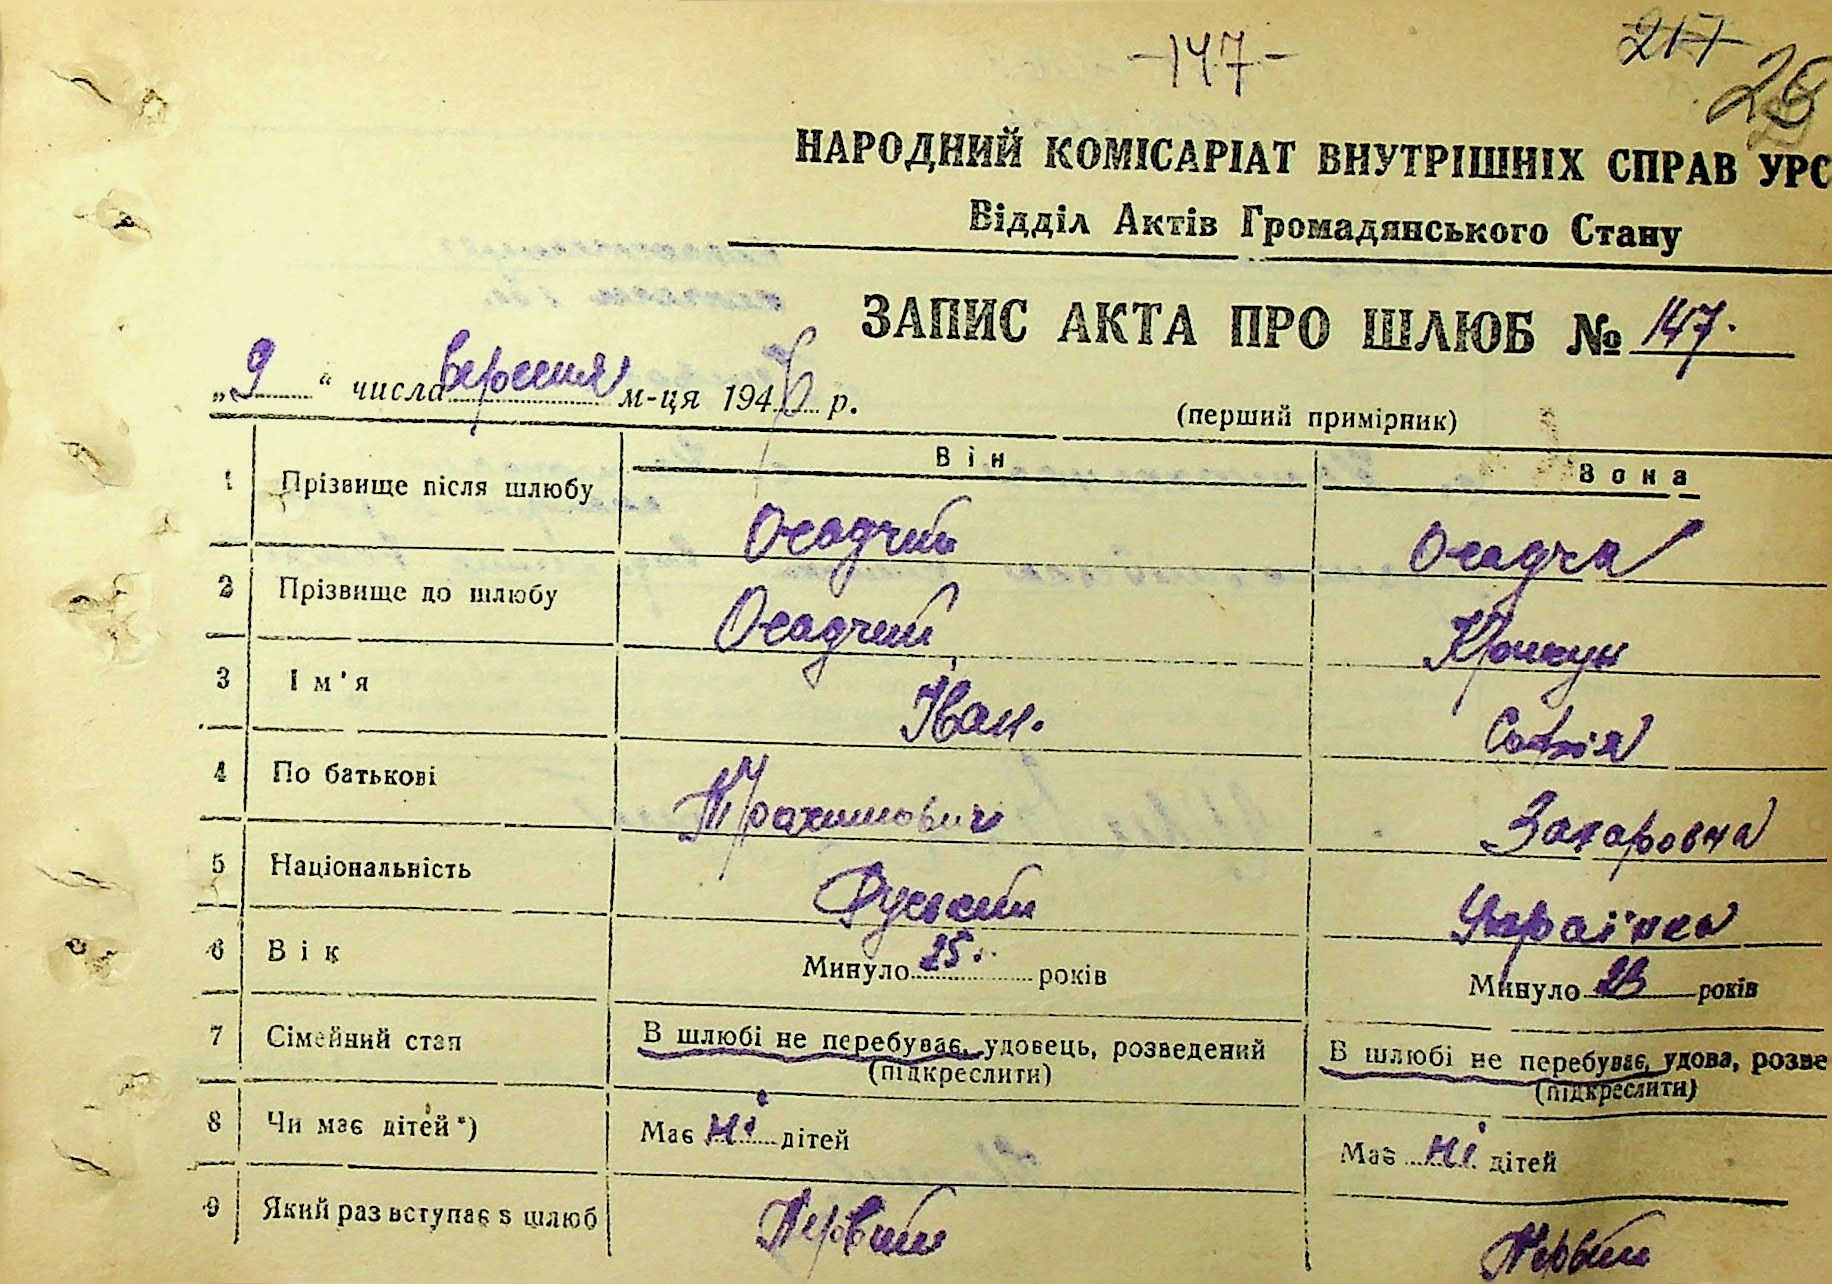 -147-
217
28
НАРОДНИЙ КОМІСАРІАТ ВНУТРІШНІХ СПРАВ УРС
Відділ Актів Громадянського Стану
ЗАПИС АКТА ПРО ШЛЮБ № 147.
„9“ числа вересня м-ця 1946 р.
(перший примірник)
Він Вона
1 Прізвище після шлюбу Осадчий Осадча
2 Прізвище до шлюбу Осадчий Крикун
3 Ім'я Іван. Софія
4 По батькові Захаровна
5 Національність Руський Українка
6 Вік Минуло 25. років Минуло 23 років
7 Сімейний стан В шлюбі не перебуває, удовець, розведений В шлюбі не перебуває, удова, розве
(підкреслити) (підкреслити)
8 Чи має дітей*) Має ні дітей Має ні дітей
9 Який раз вступає в шлюб Первий Первий